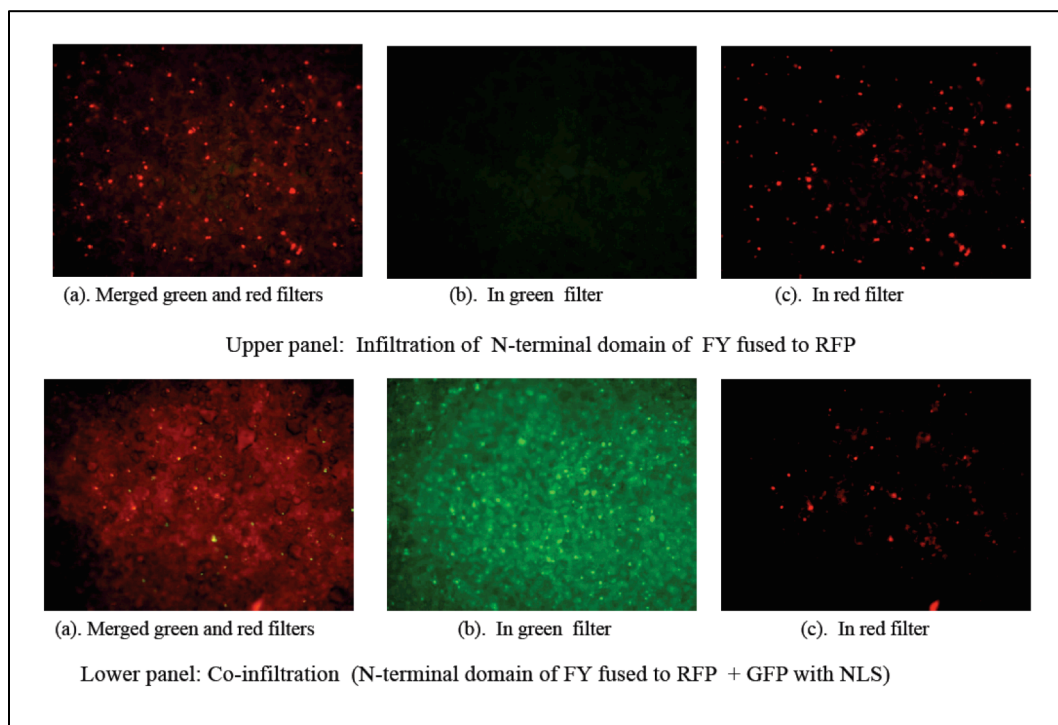 (a). Merged green and red filters
(b). In green filter
(c). In red filter
Upper panel: Infiltration of N-terminal domain of FY fused to RFP
(a). Merged green and red filters
(b). In green filter
(c). In red filter
Lower panel: Co-infiltration (N-terminal domain of FY fused to RFP + GFP with NLS)